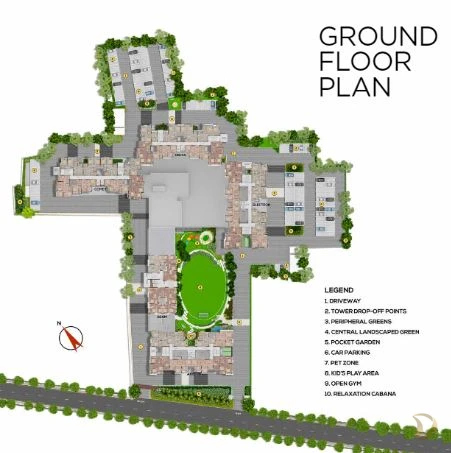 GROUND
FLOOR
PLAN
LEGEND
1. DRIVEWAY
2. TOWER DROP-OFF POINTS
3. PERIPHERAL GREENS
4. CENTRAL LANDSCAPED GREEN
5. POCKET GARDEN
6. CAR PARKING
7. PET ZONE
8. KID'S PLAY AREA
9. OPEN GYM
10. RELAXATION CABANA